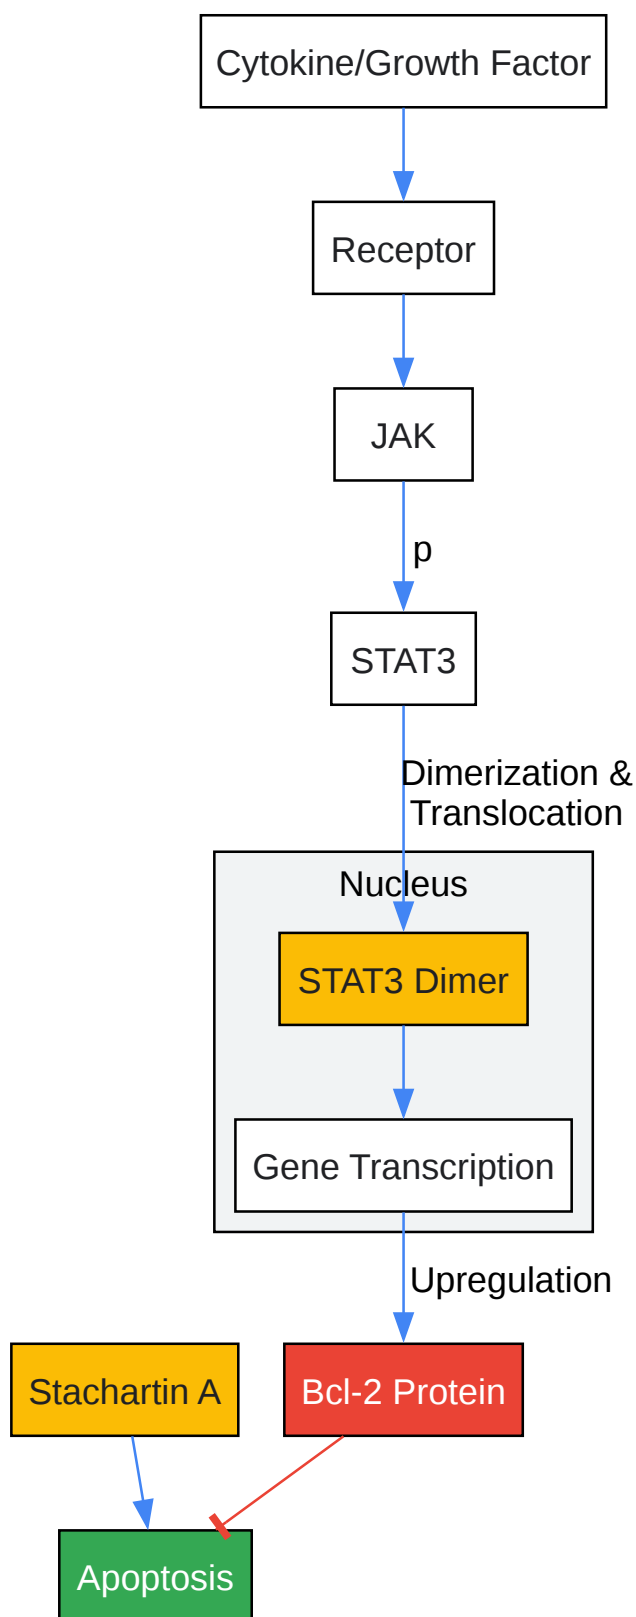 Cytokine/Growth Factor
Receptor
JAK
p
STAT3
Dimerization &
Translocation
Nucleus
STAT3 Dimer
Gene Transcription
Upregulation
Stachartin A
Bcl-2 Protein
Apoptosis